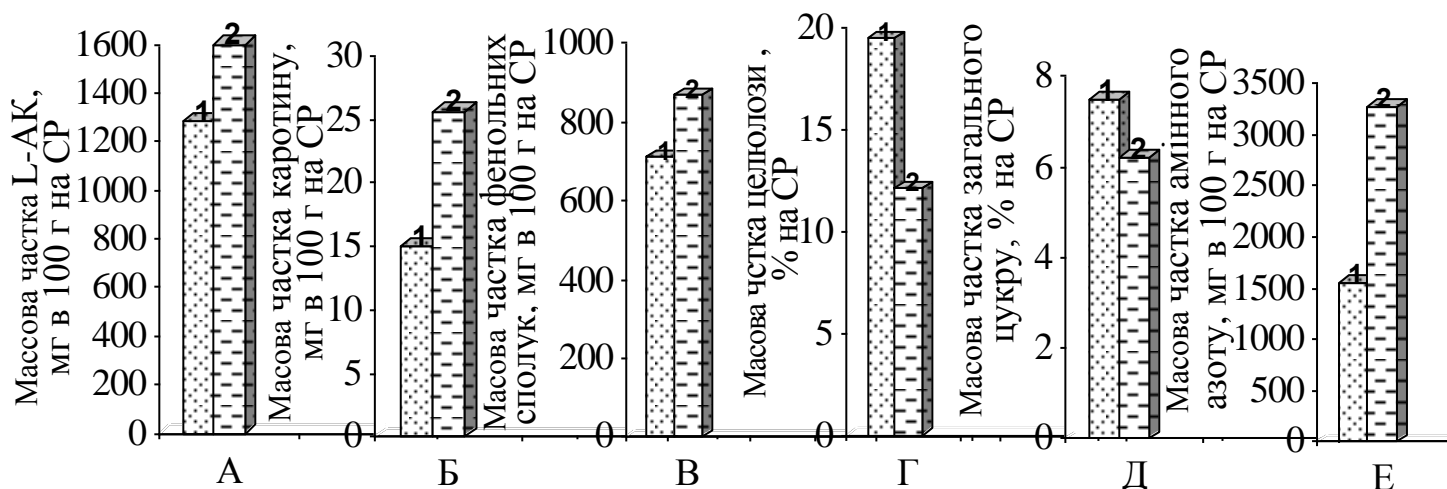 Массова частка L-АК,
мг в 100 г на СР
1600
1400
1200
1000
800
600
400
200
0
1
2
А
Масова частка каротину,
мг в 100 г на СР
30
25
20
15
10
5
0
1
2
Б
Масова частка фенольних
сполук, мг в 100 г на СР
1000
800
600
400
200
0
1
2
В
Масова чстка целюлози ,
% на СР
20
15
10
5
0
1
2
Г
Масова частка загального
цукру, % на СР
8
6
4
2
0
1
2
Д
Масова частка амінного
азоту, мг в 100 г на СР
3500
3000
2500
2000
1500
1000
500
0
1
2
Е